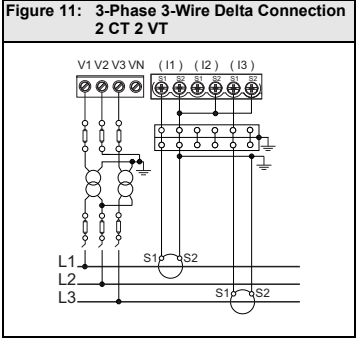 Figure 11: 3-Phase 3-Wire Delta Connection
2 CT 2 VT
V1 V2 V3 VN ( I1 ) ( I2 ) ( I3 )
S1 S2 S1 S2 S1 S2
L1 S1 S2
L2
L3 S1 S2